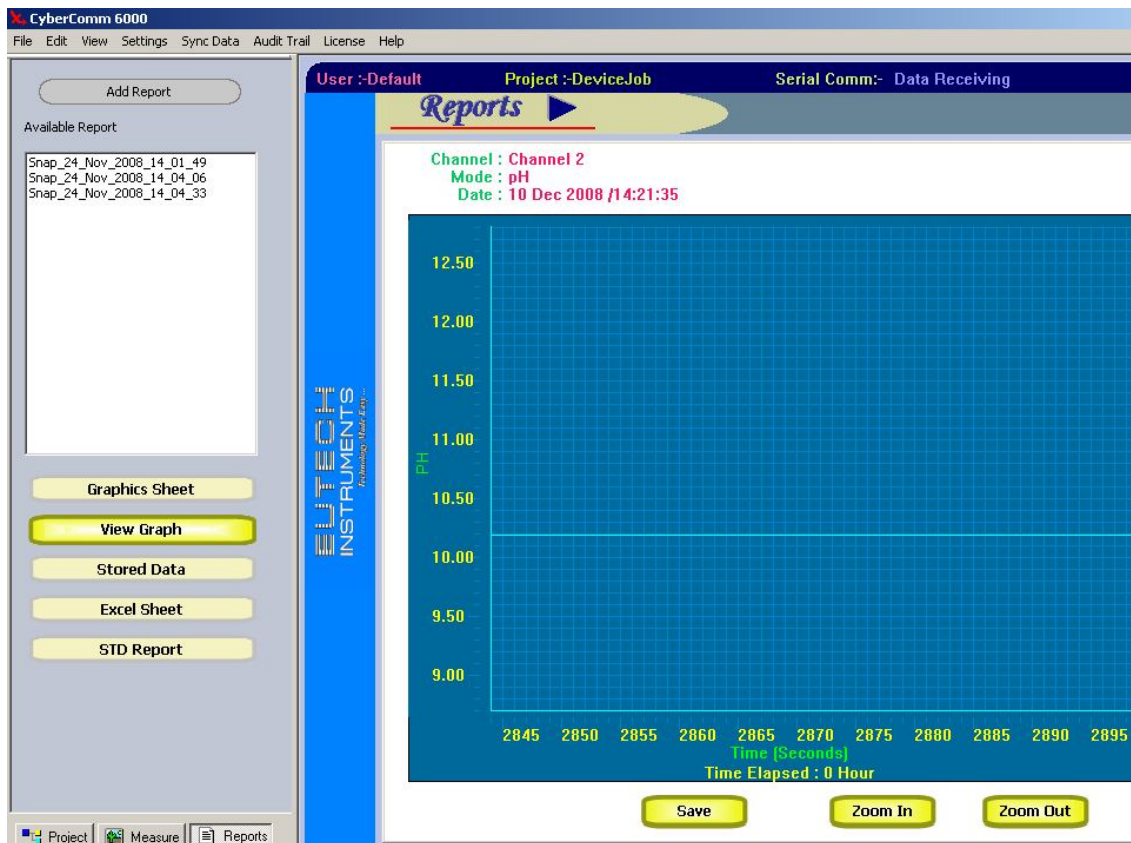 CyberComm 6000
File Edit View Settings Sync Data Audit Trail License Help
Add Report
Available Report
Snap_24_Nov_2008_14_01_49
Snap_24_Nov_2008_14_04_06
Snap_24_Nov_2008_14_04_33
Graphics Sheet
View Graph
Stored Data
Excel Sheet
STD Report
Project Measure Reports
User :-Default Project :-DeviceJob Serial Comm:- Data Receiving
Reports
EUTECH
INSTRUMENTS
Technology Made Easy ...
Channel : Channel 2
Mode : pH
Date : 10 Dec 2008 /14:21:35
12.50
12.00
11.50
11.00
PH
10.50
10.00
9.50
9.00
2845 2850 2855 2860 2865 2870 2875 2880 2885 2890 2895
Time (Seconds)
Time Elapsed : 0 Hour
Save Zoom In Zoom Out